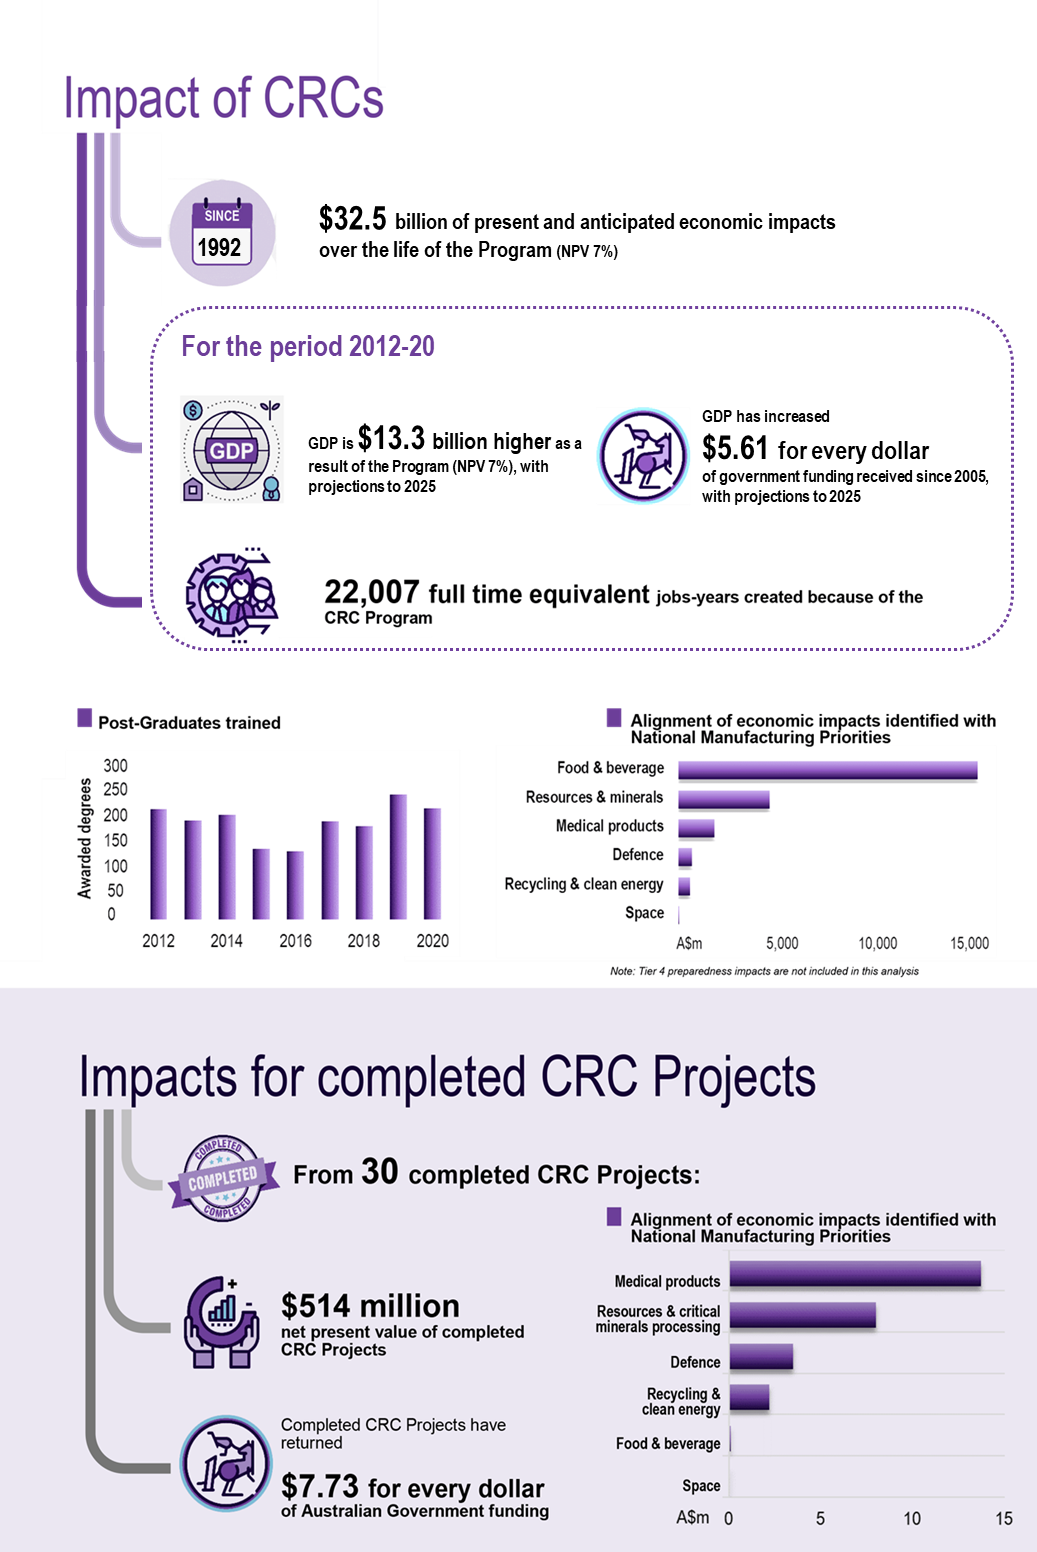 Impact of CRCs
SINCE
1992
$32.5 billion of present and anticipated economic impacts
over the life of the Program (NPV 7%)
For the period 2012-20
$
GDP
GDP is $13.3 billion higher as a
result of the Program (NPV 7%), with
projections to 2025
GDP has increased
$5.61 for every dollar
of government funding received since 2005,
with projections to 2025
22,007 full time equivalent jobs-years created because of the
CRC Program
Post-Graduates trained
Awarded degrees
300
250
200
150
100
50
0
2012
2014
2016
2018
2020
Alignment of economic impacts identified with
National Manufacturing Priorities
Food & beverage
Resources & minerals
Medical products
Defence
Recycling & clean energy
Space
A$m
5,000
10,000
15,000
Note: Tier 4 preparedness impacts are not included in this analysis
Impacts for completed CRC Projects
COMPLETED
COMPLETED
COMPLETED
From 30 completed CRC Projects:
$514 million
net present value of completed
CRC Projects
Completed CRC Projects have
returned
$7.73 for every dollar
of Australian Government funding
Alignment of economic impacts identified with
National Manufacturing Priorities
Medical products
Resources & critical
minerals processing
Defence
Recycling &
clean energy
Food & beverage
Space
A$m
0
5
10
15